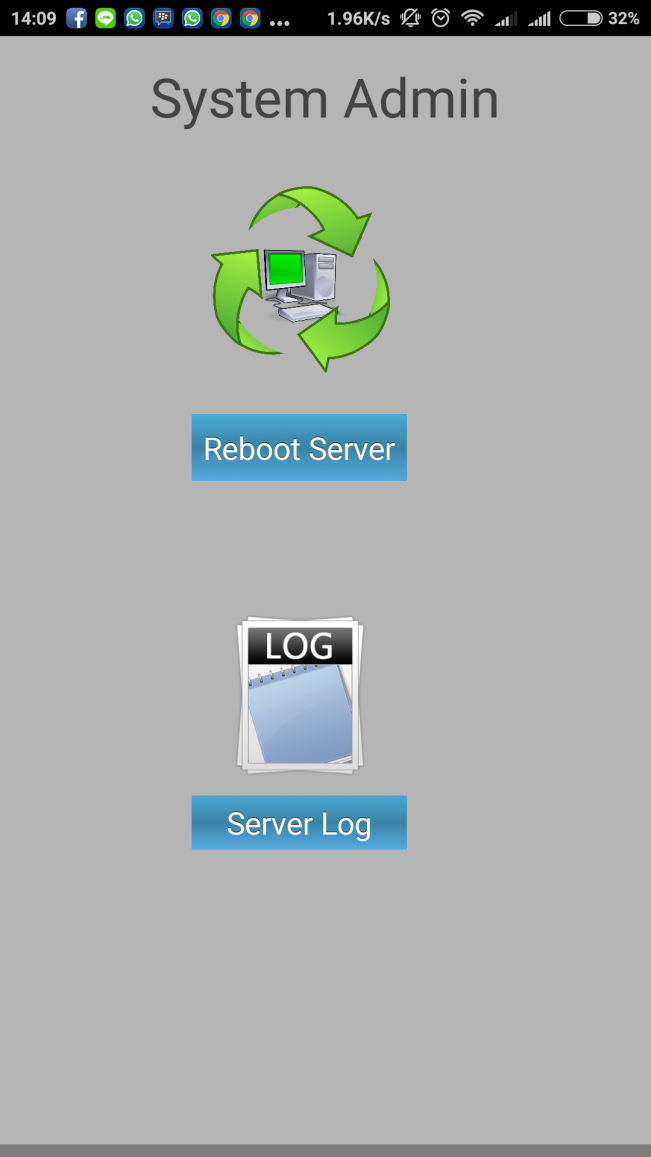 14:09 ... 1.96K/s 32%
System Admin
Reboot Server
LOG
Server Log